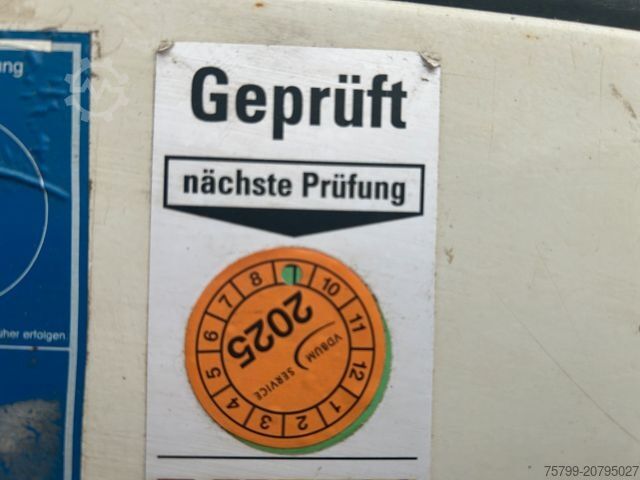 ung
Geprüft
nächste Prüfung
7 8 10 11
6 12
5 4 3 2 1
2025
VDBUM SERVICE
üher erfolgen.
75799-20795027